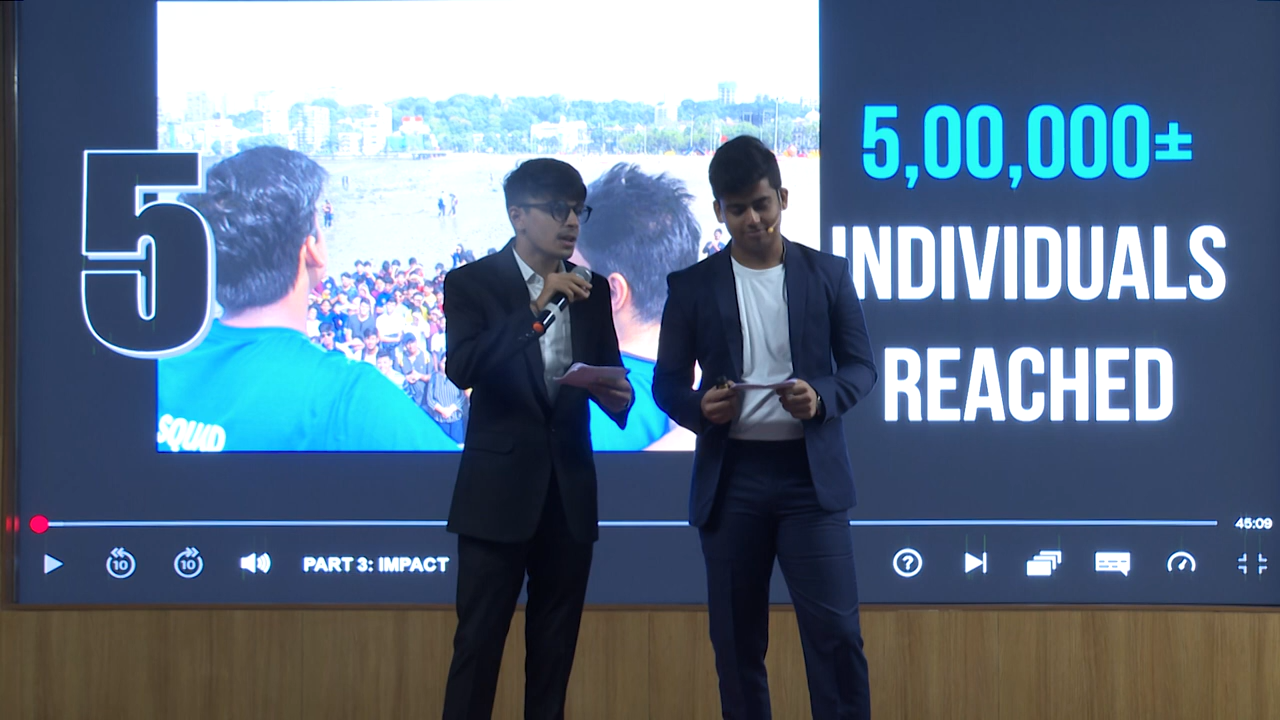 5
5,00,000±
INDIVIDUALS
REACHED
SQUAD
45:09
10
10
PART 3: IMPACT
?